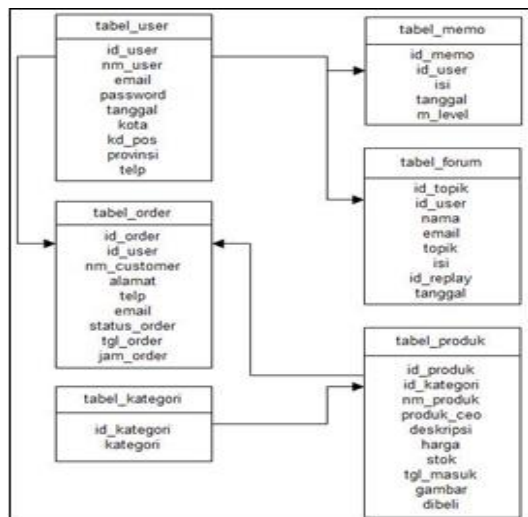 tabel_user
id_user
nm_user
email
password
tanggal
kota
kd_pos
provinsi
telp
tabel_order
id_order
id_user
nm_customer
alamat
telp
email
status_order
tgl_order
jam_order
tabel_kategori
id_kategori
kategori
tabel_memo
id_memo
id_user
isi
tanggal
m_level
tabel_forum
id_topik
id_user
nama
email
topik
isi
id_replay
tanggal
tabel_produk
id_produk
id_kategori
nm_produk
produk_ceo
deskripsi
harga
stok
tgl_masuk
gambar
dibeli